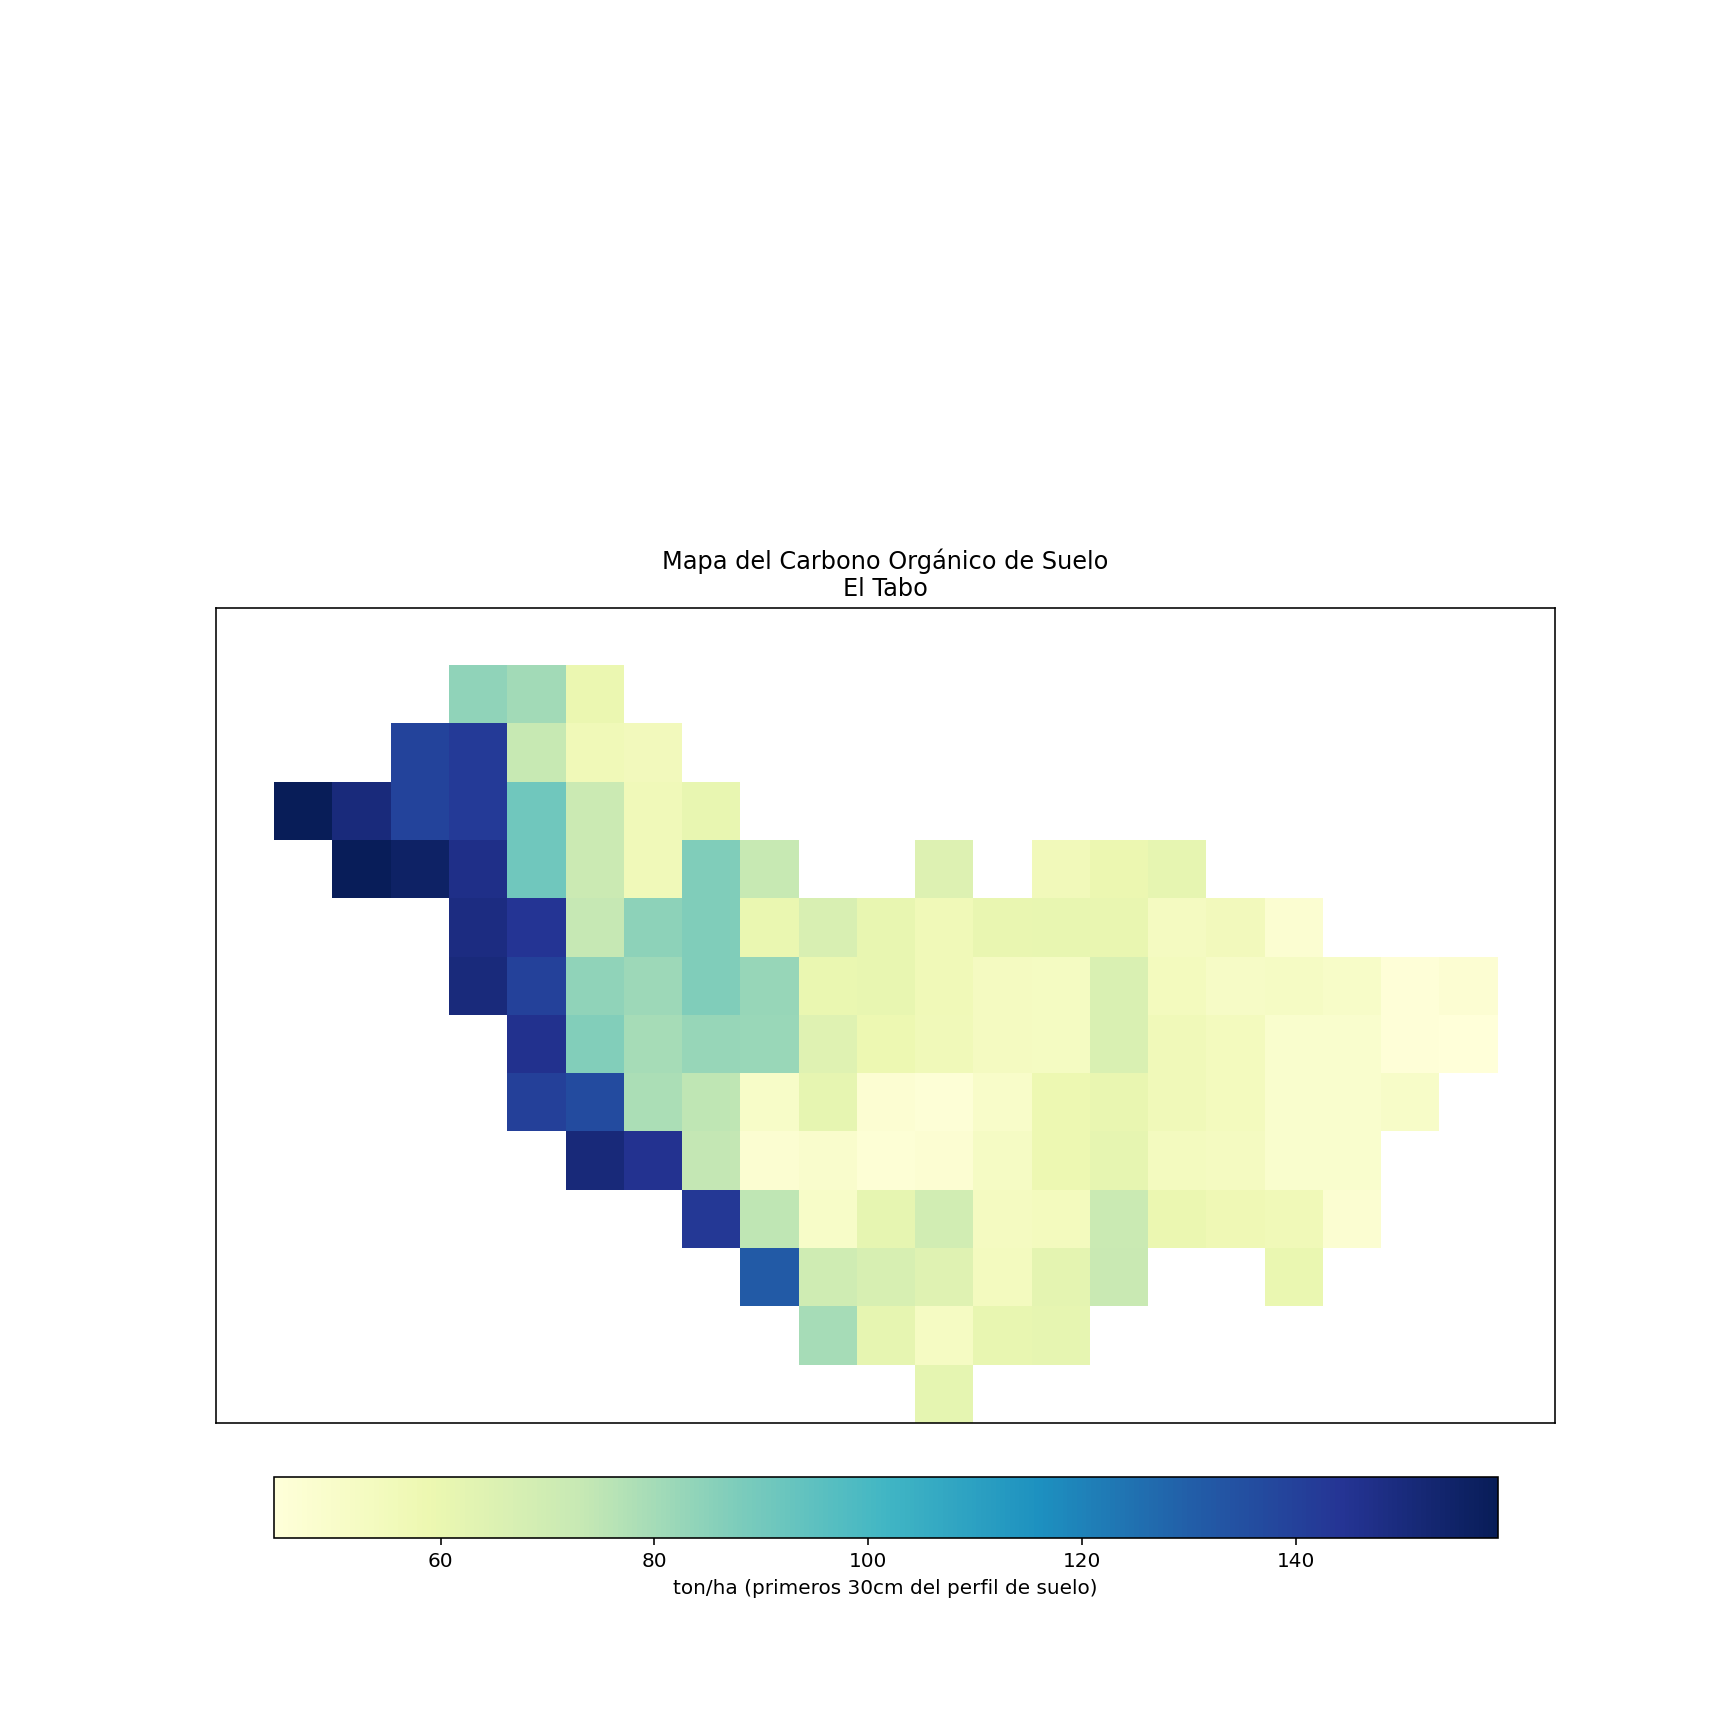 Mapa del Carbono Orgánico de Suelo
El Tabo
60 80 100 120 140
ton/ha (primeros 30cm del perfil de suelo)